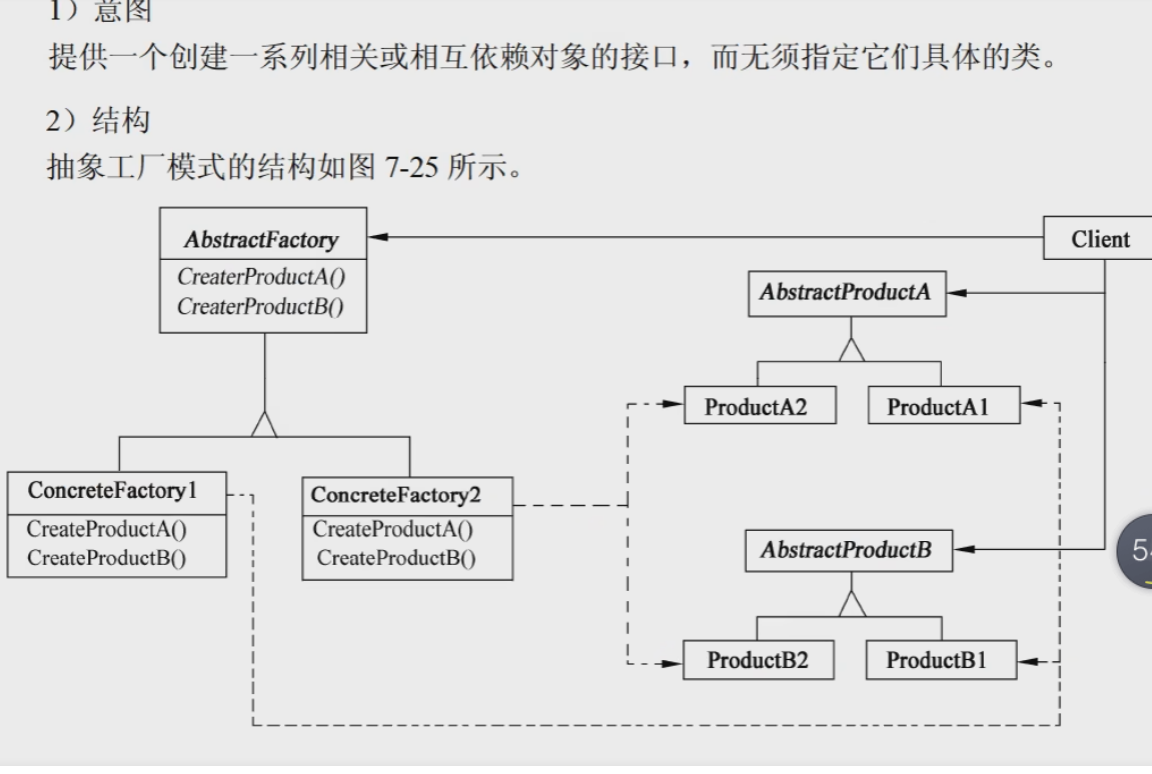 1）意图
提供一个创建一系列相关或相互依赖对象的接口，而无须指定它们具体的类。
2）结构
抽象工厂模式的结构如图 7-25 所示。
AbstractFactory
CreaterProductA()
CreaterProductB()
Client
AbstractProductA
ProductA2
ProductA1
ConcreteFactory1
CreateProductA()
CreateProductB()
ConcreteFactory2
CreateProductA()
CreateProductB()
AbstractProductB
ProductB2
ProductB1